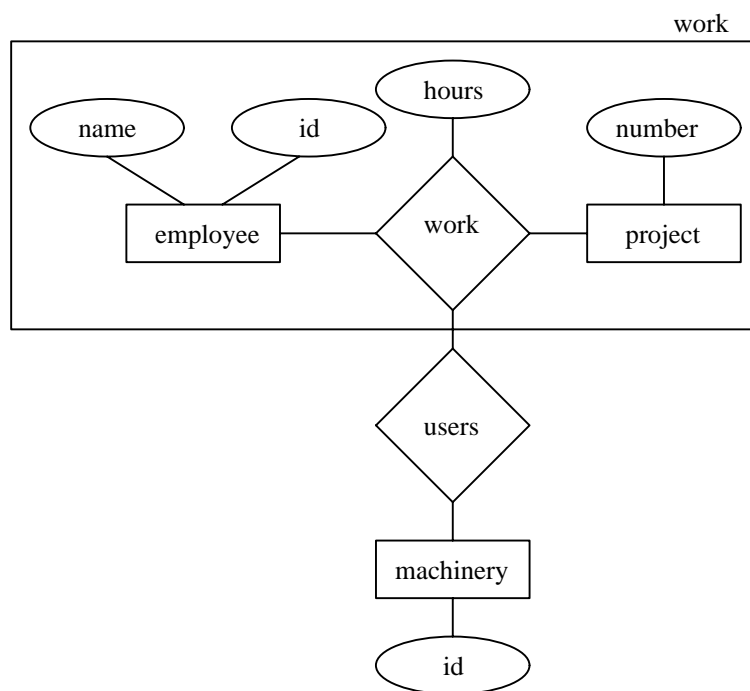 work
hours
name
id
number
employee
work
project
users
machinery
id